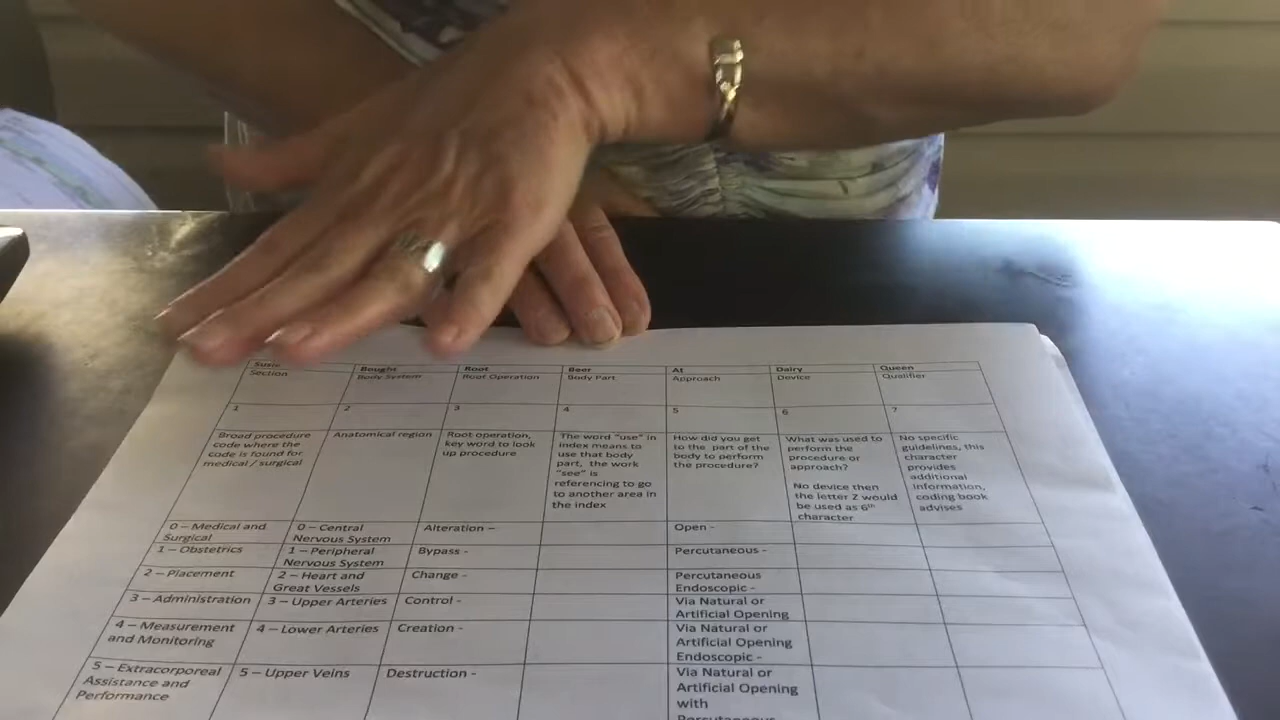 Susie Bought Root Beer At Dairy Queen
Section Body System Root Operation Body Part Approach Device Qualifier
1 2 3 4 5 6 7
Broad procedure
code where the
code is found for
medical / surgical
Anatomical region
Root operation,
key word to look
up procedure
The word "use" in
index means to
use that body
part, the work
"see" is
referencing to go
to another area in
the index
How did you get
to the part of the
body to perform
the procedure?
What was used to
perform the
procedure or
approach?
No device then
the letter Z would
be used as 6th
character
No specific
guidelines, this
character
provides
additional
information,
coding book
advises
0 – Medical and
Surgical
0 – Central
Nervous System
Alteration –
Open -
1 – Obstetrics
1 – Peripheral
Nervous System
Bypass -
Percutaneous -
2 – Placement
2 – Heart and
Great Vessels
Change -
Percutaneous
Endoscopic -
3 – Administration
3 – Upper Arteries
Control -
Via Natural or
Artificial Opening
4 – Measurement
and Monitoring
4 – Lower Arteries
Creation -
Via Natural or
Artificial Opening
Endoscopic -
5 – Extracorporeal
Assistance and
Performance
5 – Upper Veins
Destruction -
Via Natural or
Artificial Opening
with